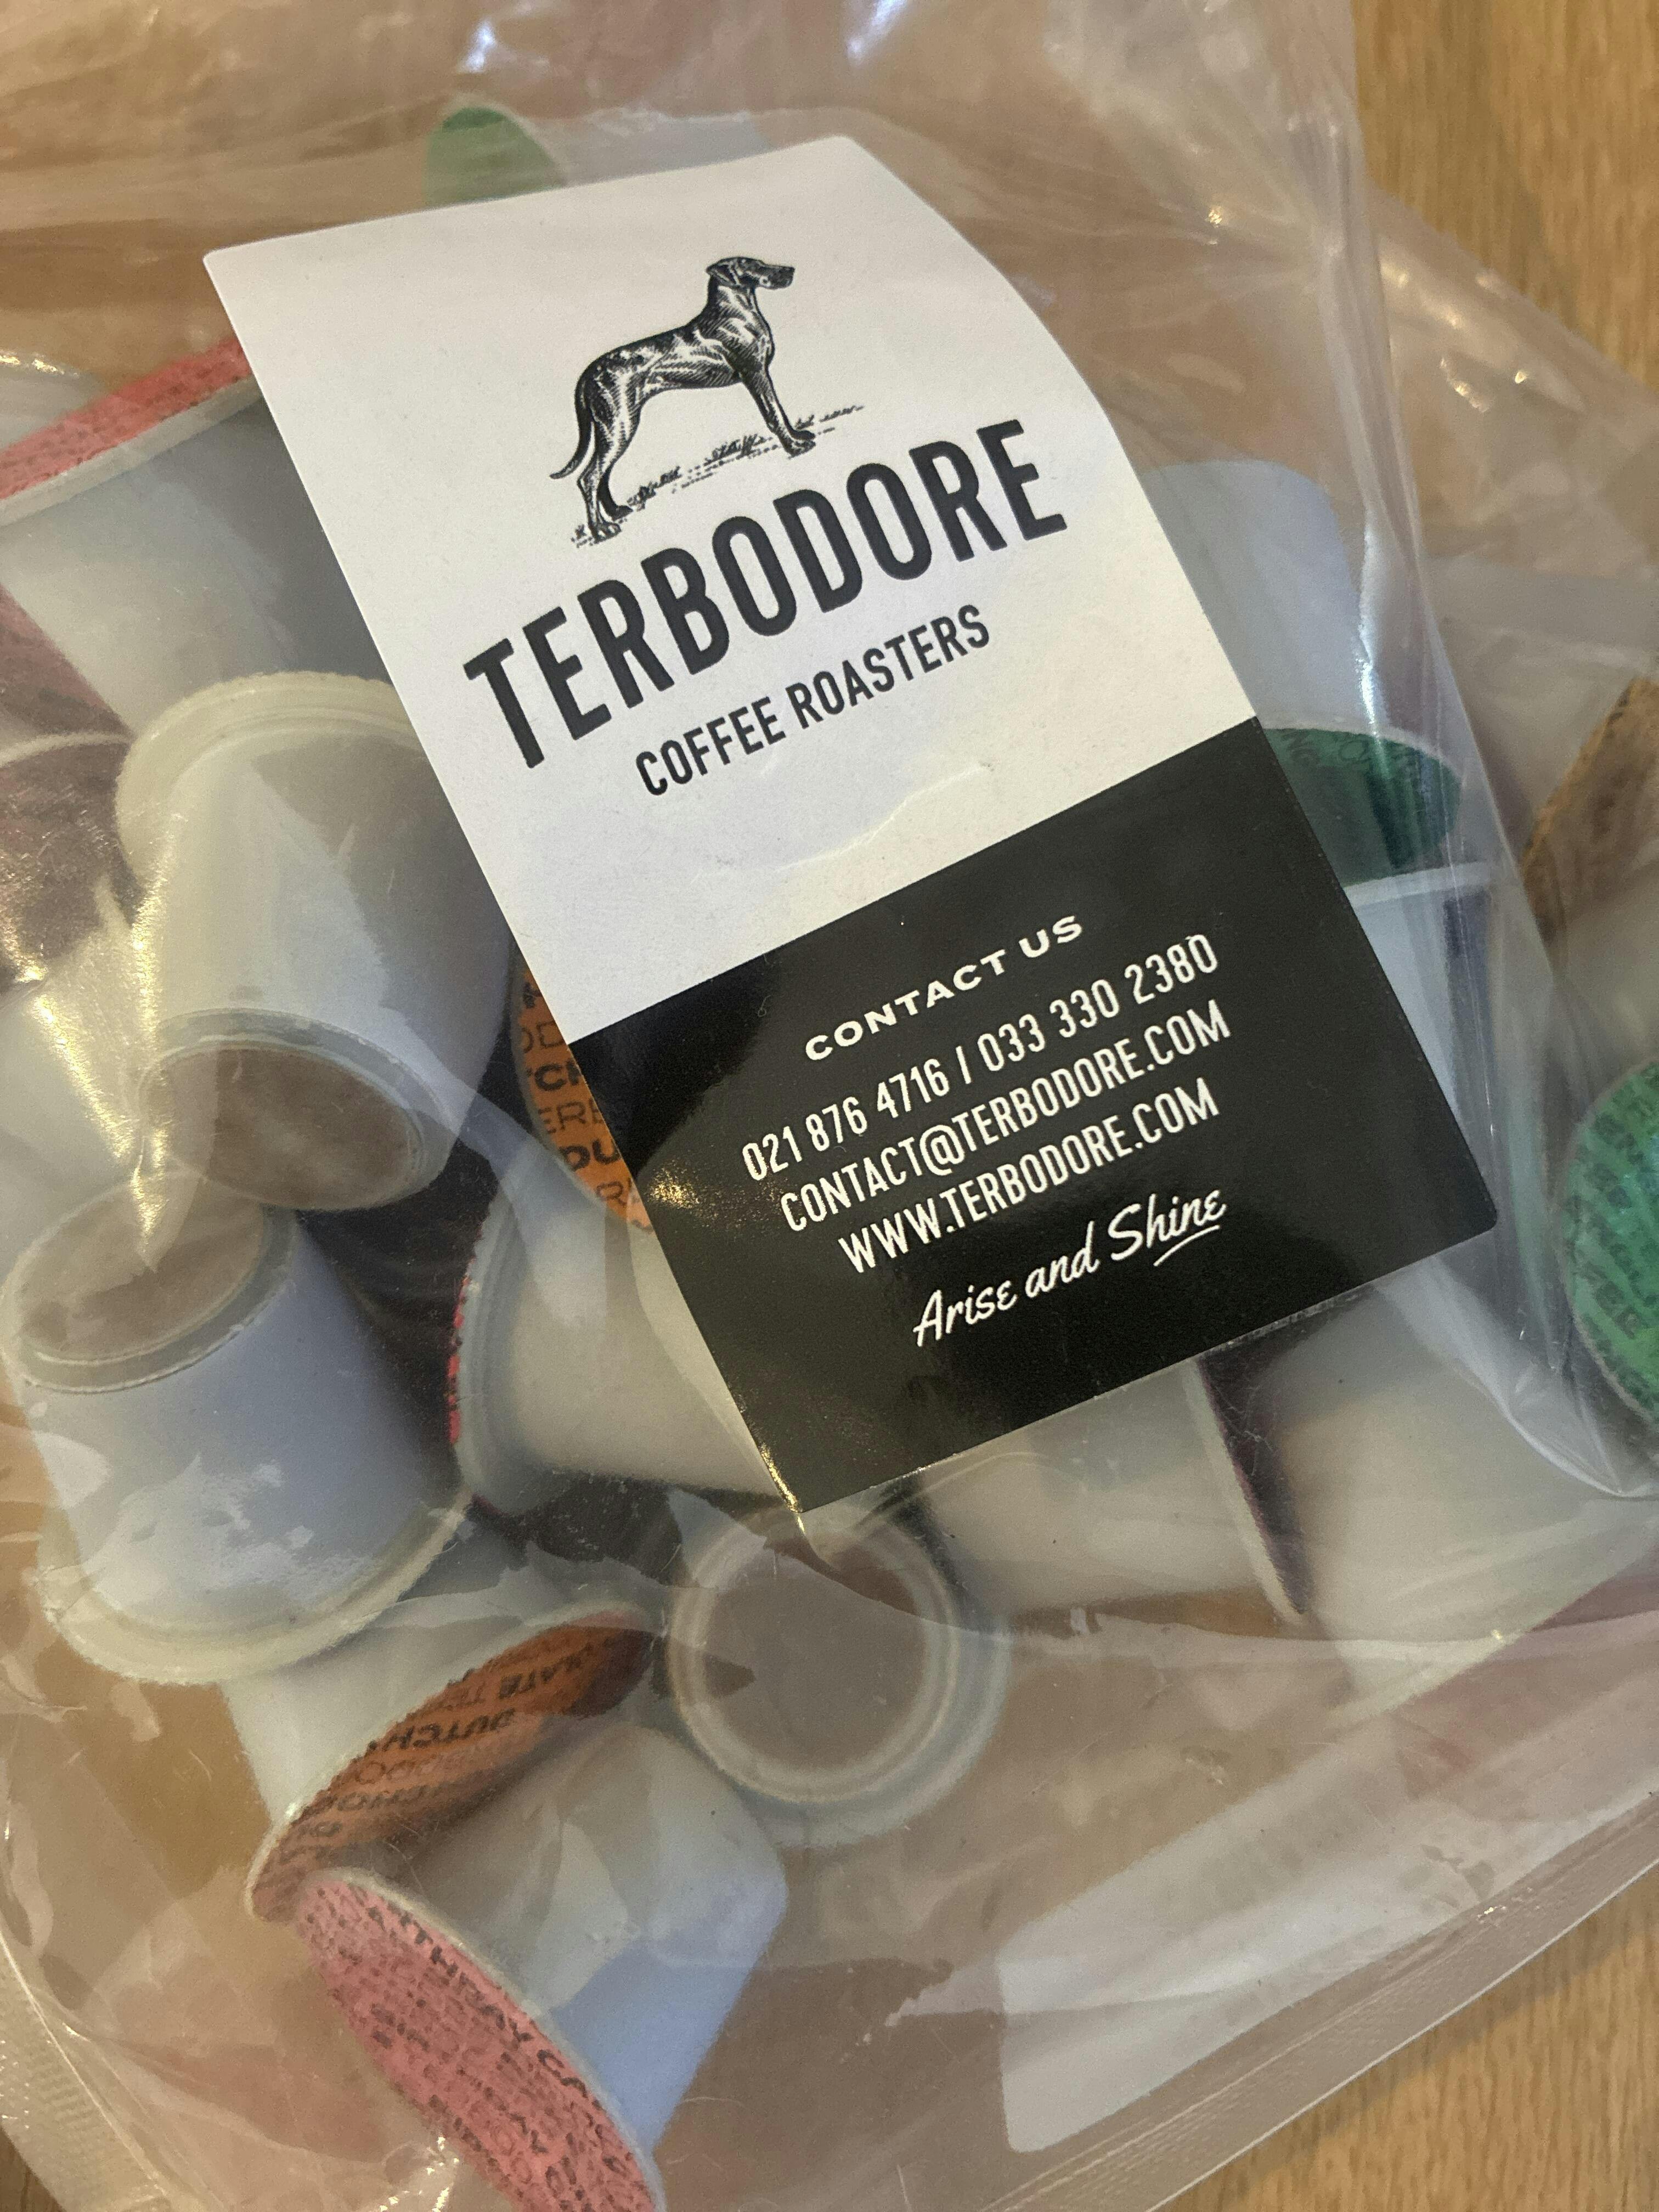 TERBODORE
COFFEE ROASTERS
CONTACT US
021 876 4716 / 033 330 2380
CONTACT@TERBODORE.COM
WWW.TERBODORE.COM
Arise and Shine
DUTCH